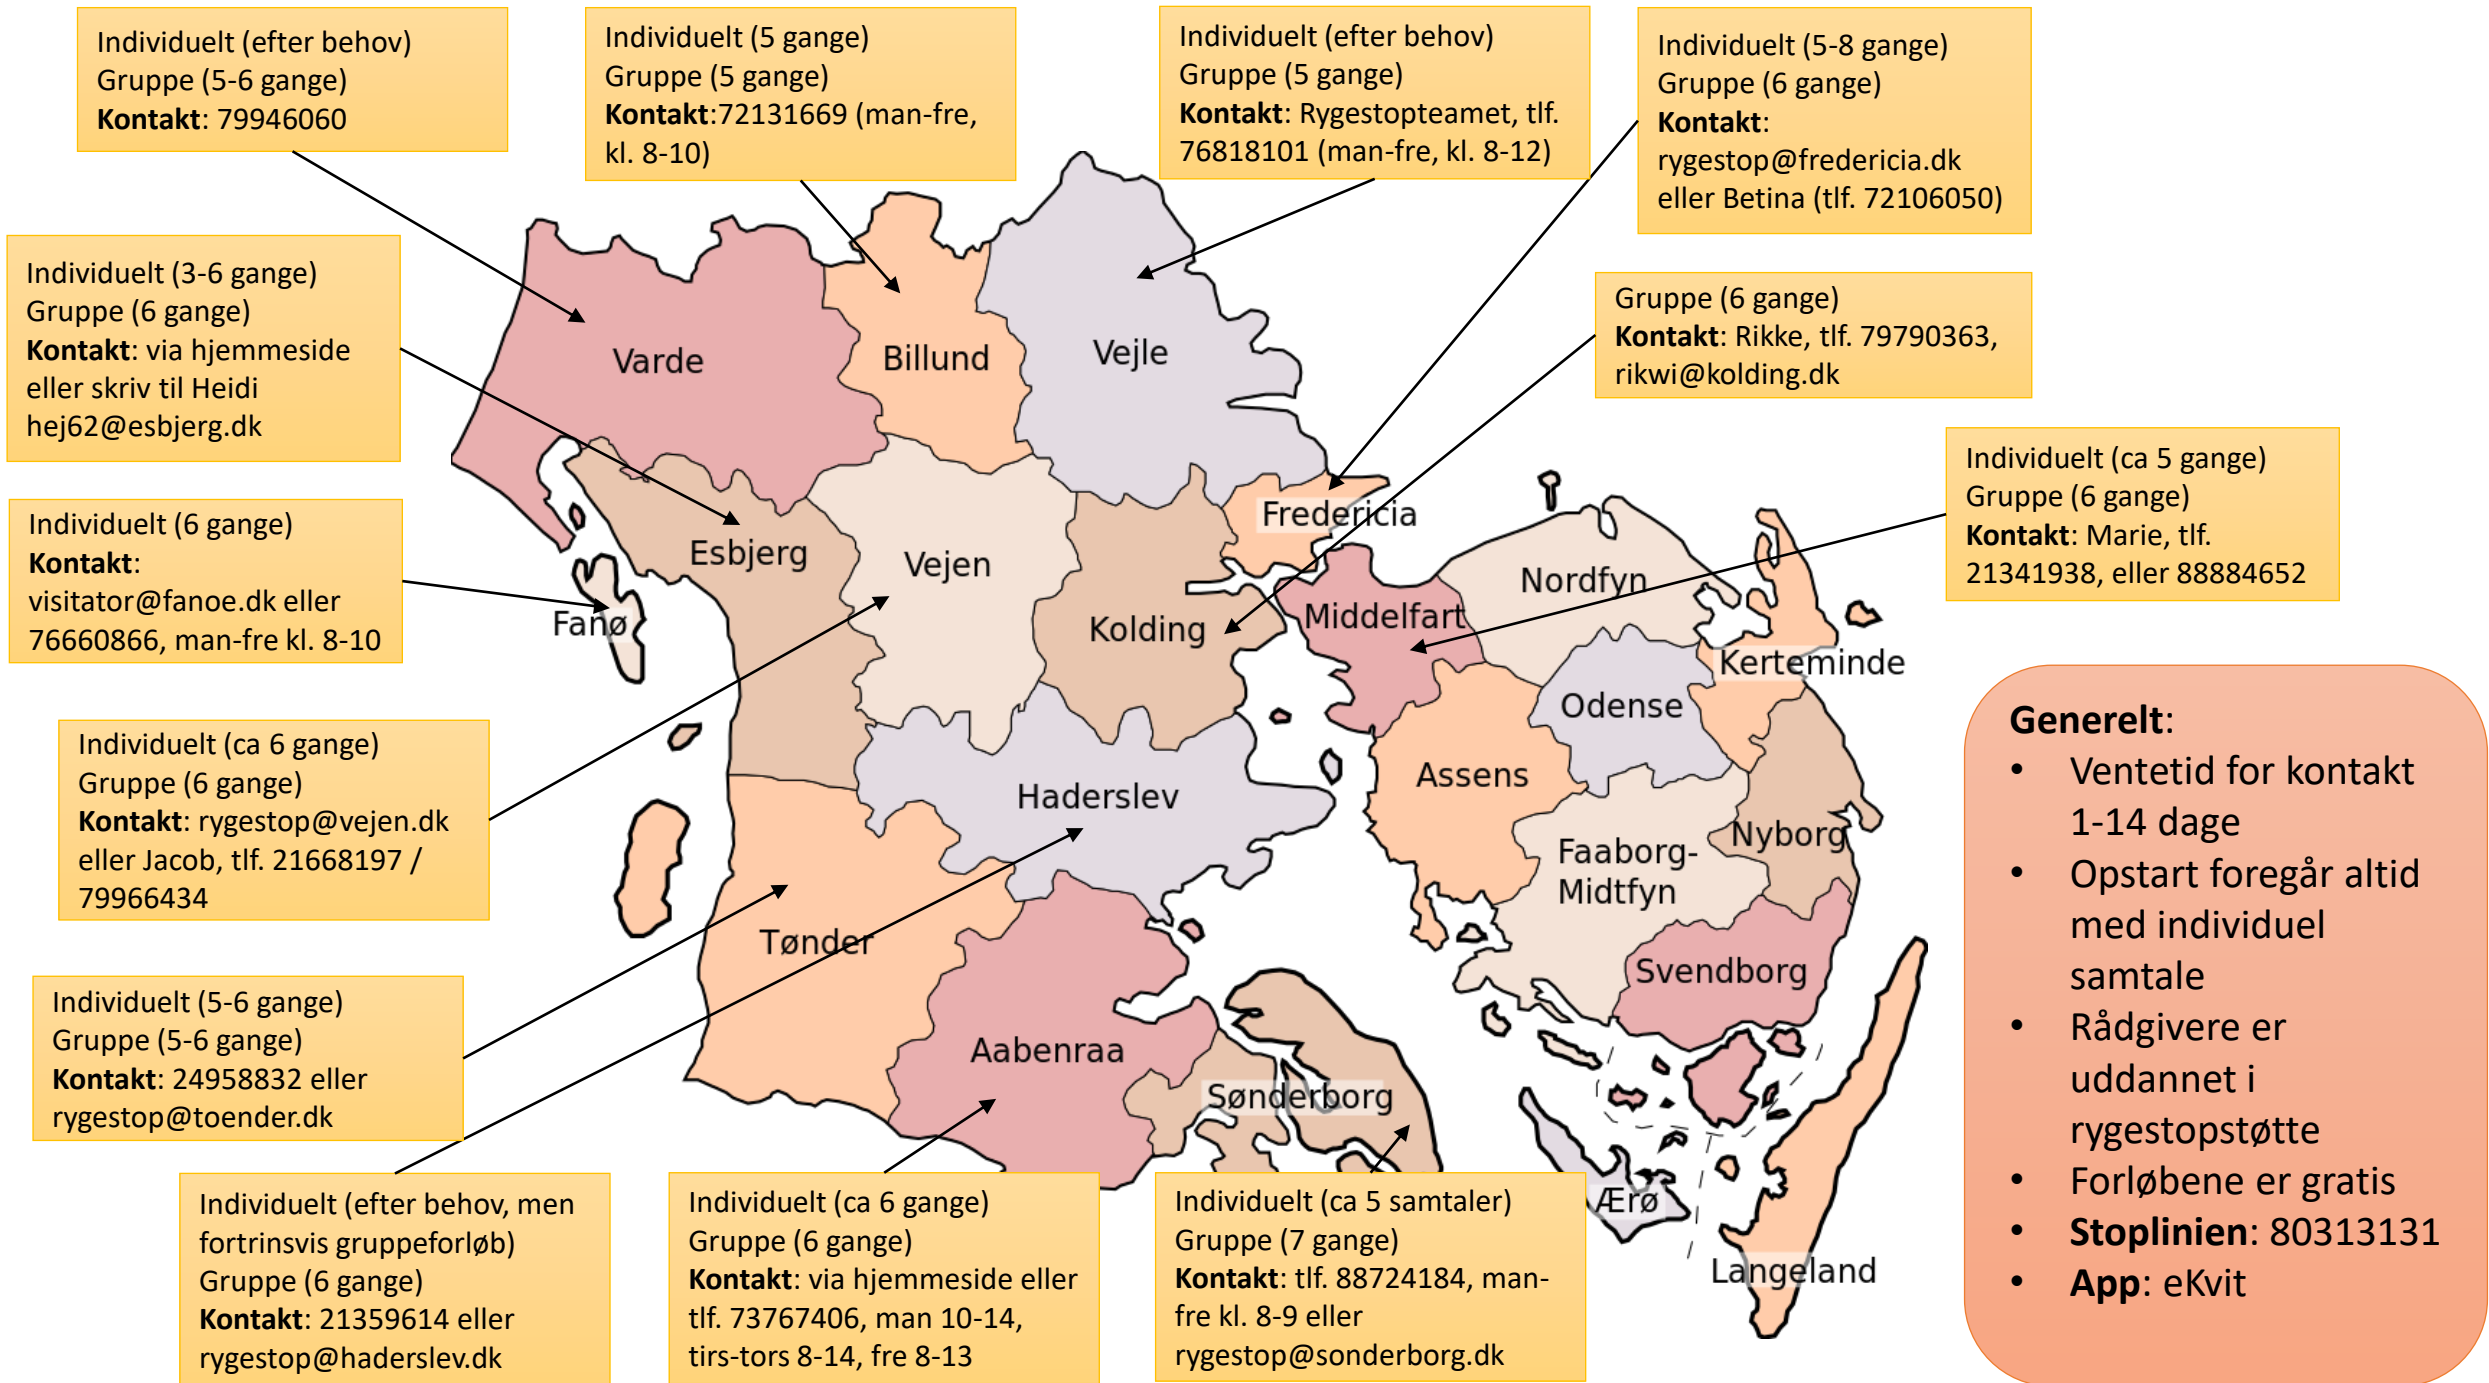 Individuelt (efter behov)
Gruppe (5-6 gange)
Kontakt: 79946060
Individuelt (5 gange)
Gruppe (5 gange)
Kontakt:72131669 (man-fre,
kl. 8-10)
Individuelt (efter behov)
Gruppe (5 gange)
Kontakt: Rygestopteamet, tlf.
76818101 (man-fre, kl. 8-12)
Individuelt (5-8 gange)
Gruppe (6 gange)
Kontakt:
rygestop@fredericia.dk
eller Betina (tlf. 72106050)
Individuelt (3-6 gange)
Gruppe (6 gange)
Kontakt: via hjemmeside
eller skriv til Heidi
hej62@esbjerg.dk
Gruppe (6 gange)
Kontakt: Rikke, tlf. 79790363,
rikwi@kolding.dk
Individuelt (ca 5 gange)
Gruppe (6 gange)
Kontakt: Marie, tlf.
21341938, eller 88884652
Individuelt (6 gange)
Kontakt:
visitator@fanoe.dk eller
76660866, man-fre kl. 8-10
Individuelt (ca 6 gange)
Gruppe (6 gange)
Kontakt: rygestop@vejen.dk
eller Jacob, tlf. 21668197 /
79966434
Individuelt (5-6 gange)
Gruppe (5-6 gange)
Kontakt: 24958832 eller
rygestop@toender.dk
Individuelt (efter behov, men
fortrinsvis gruppeforløb)
Gruppe (6 gange)
Kontakt: 21359614 eller
rygestop@haderslev.dk
Individuelt (ca 6 gange)
Gruppe (6 gange)
Kontakt: via hjemmeside eller
tlf. 73767406, man 10-14,
tirs-tors 8-14, fre 8-13
Individuelt (ca 5 samtaler)
Gruppe (7 gange)
Kontakt: tlf. 88724184, man-
fre kl. 8-9 eller
rygestop@sonderborg.dk
Varde
Billund
Vejle
Fredericia
Esbjerg
Vejen
Nordfyn
Fanø
Kolding
Middelfart
Kerteminde
Odense
Haderslev
Assens
Nyborg
Faaborg-
Midtfyn
Tønder
Svendborg
Aabenraa
Sønderborg
Ærø
Langeland
Generelt:
• Ventetid for kontakt
1-14 dage
• Opstart foregår altid
med individuel
samtale
• Rådgivere er
uddannet i
rygestopstøtte
• Forløbene er gratis
• Stoplinien: 80313131
• App: eKvit